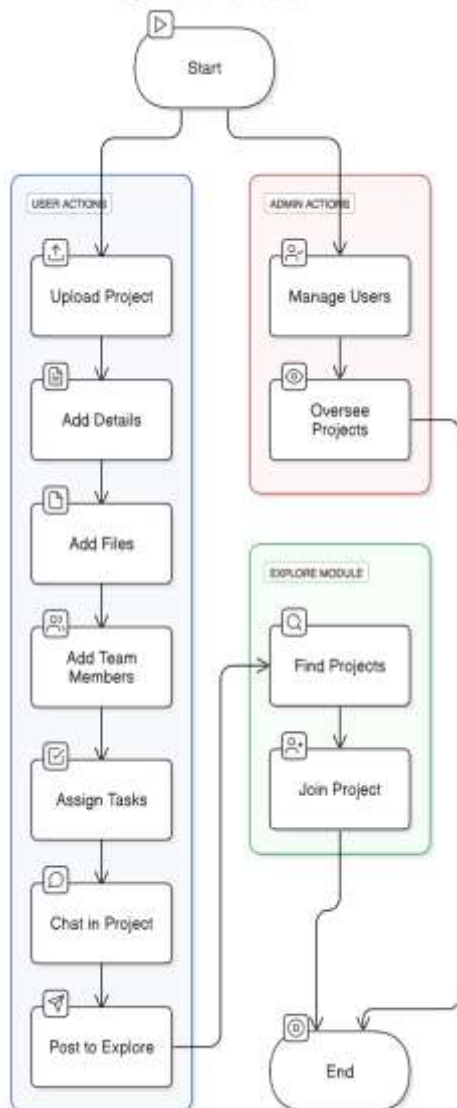 Start
USER ACTIONS
Upload Project
Add Details
Add Files
Add Team
Members
Assign Tasks
Chat in Project
Post to Explore
ADMIN ACTIONS
Manage Users
Oversee
Projects
EXPLORE MODULE
Find Projects
Join Project
End